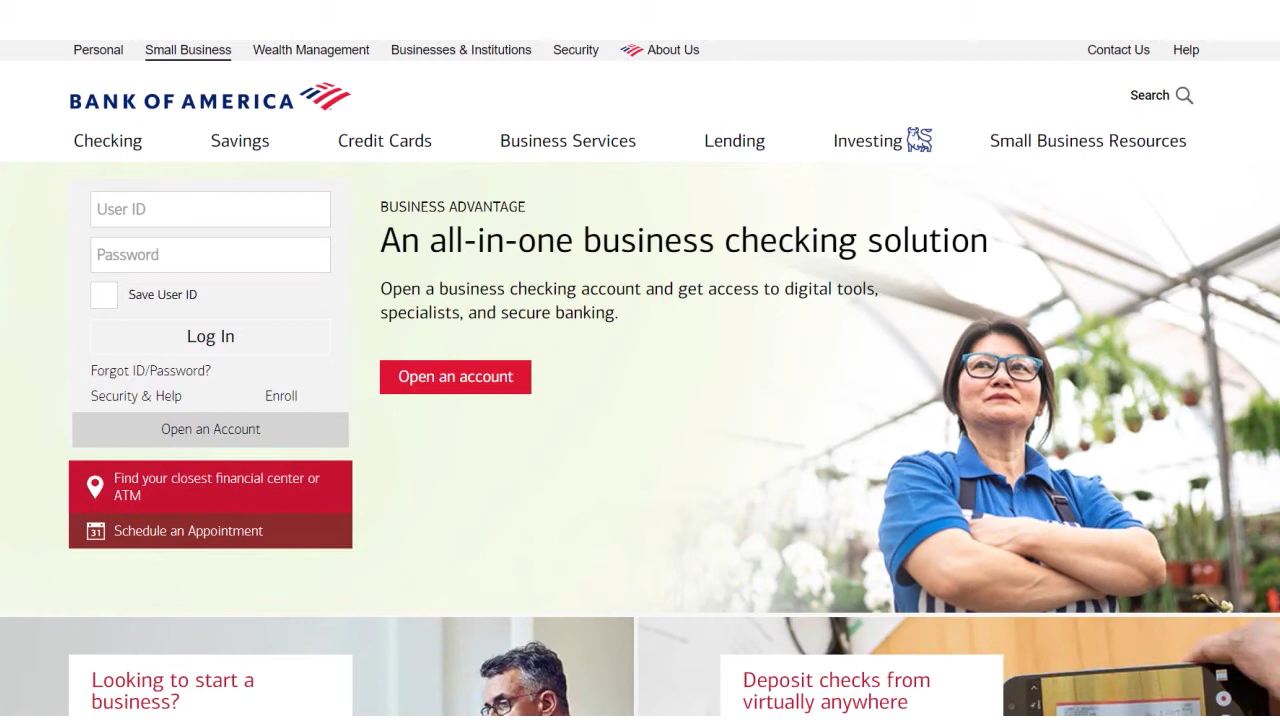 Personal Small Business Wealth Management Businesses & Institutions Security About Us Contact Us Help
BANK OF AMERICA
Search
Checking Savings Credit Cards Business Services Lending Investing Small Business Resources
User ID
Password
Save User ID
Log In
Forgot ID/Password?
Security & Help Enroll
Open an Account
Find your closest financial center or
ATM
31 Schedule an Appointment
BUSINESS ADVANTAGE
An all-in-one business checking solution
Open a business checking account and get access to digital tools,
specialists, and secure banking.
Open an account
Looking to start a
business?
Deposit checks from
virtually anywhere